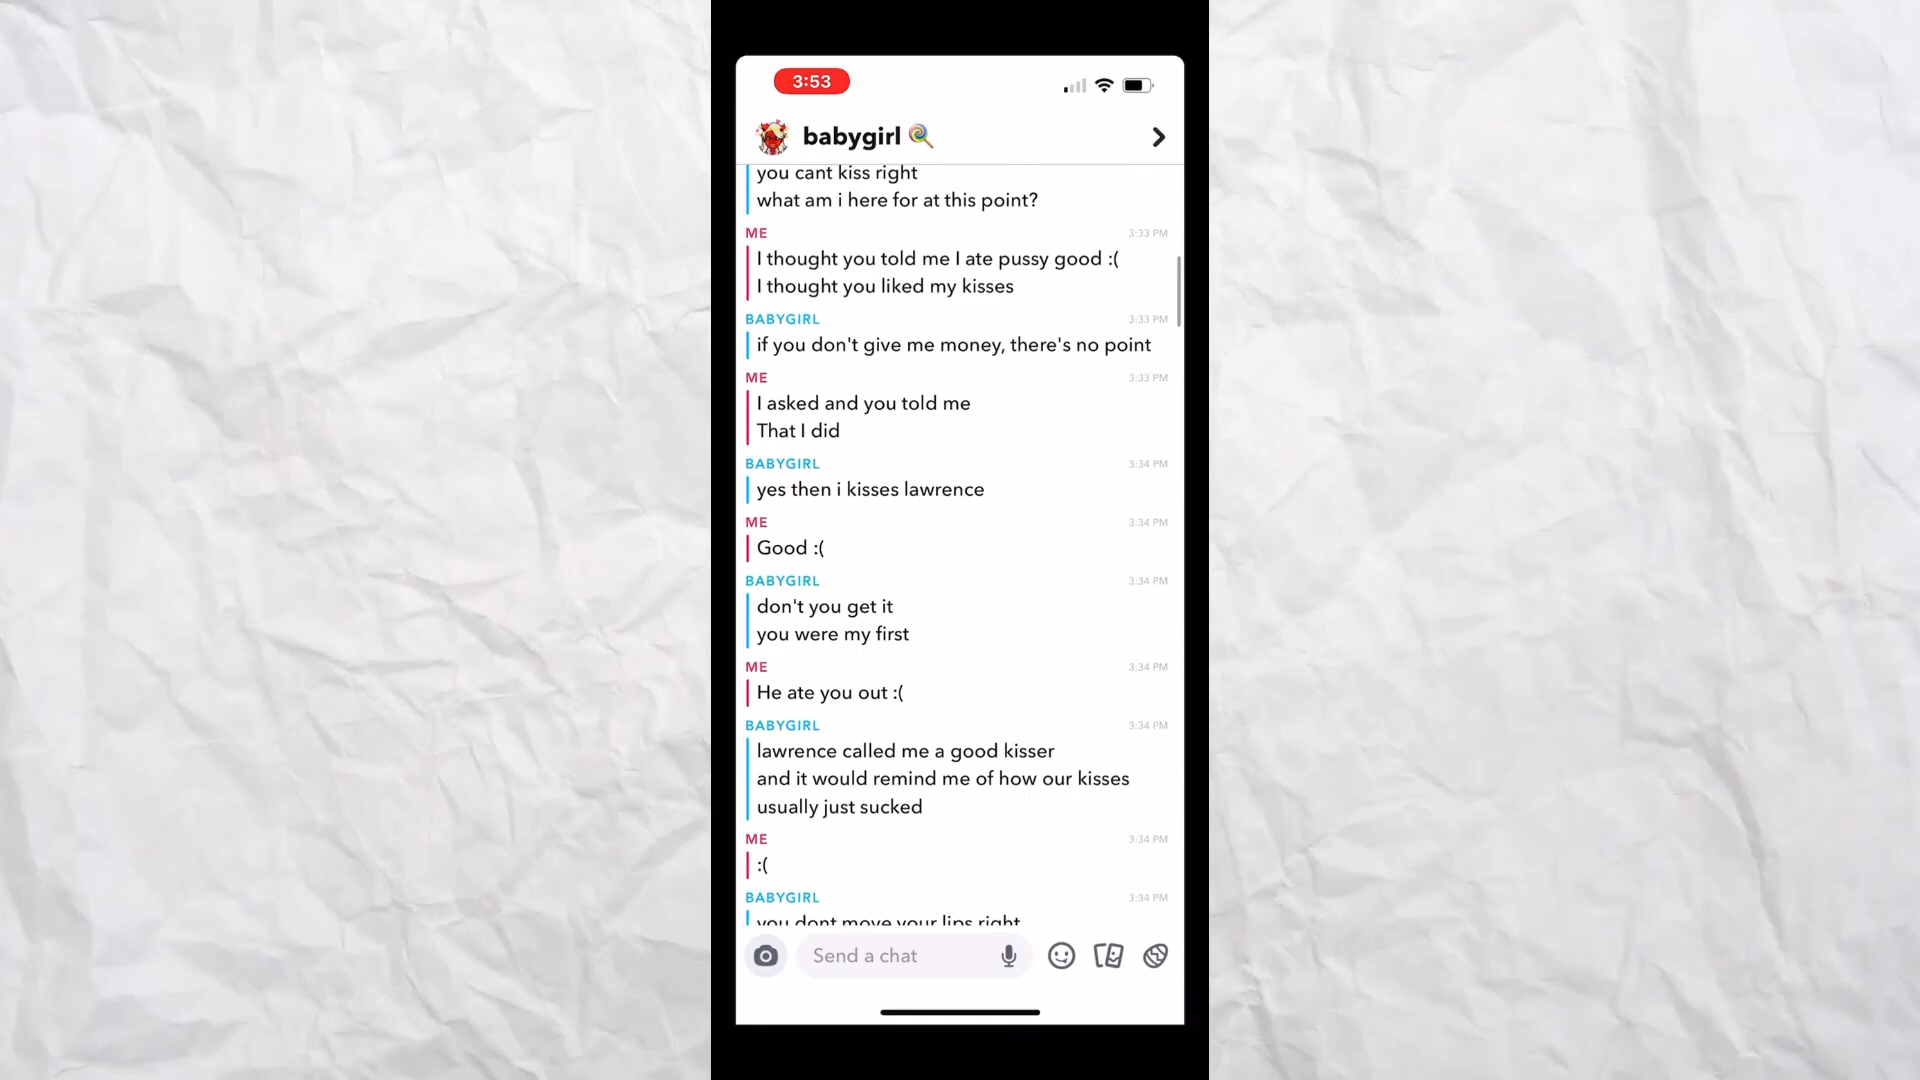 3:53
babygirl 🍭
you cant kiss right
what am i here for at this point?
ME 3:33 PM
I thought you told me I ate pussy good :(
I thought you liked my kisses
BABYGIRL 3:33 PM
if you don't give me money, there's no point
ME 3:33 PM
I asked and you told me
That I did
BABYGIRL 3:34 PM
yes then i kisses lawrence
ME 3:34 PM
Good :(
BABYGIRL 3:34 PM
don't you get it
you were my first
ME 3:34 PM
He ate you out :(
BABYGIRL 3:34 PM
lawrence called me a good kisser
and it would remind me of how our kisses
usually just sucked
ME 3:34 PM
:(
BABYGIRL 3:34 PM
you dont move your lips right
Send a chat